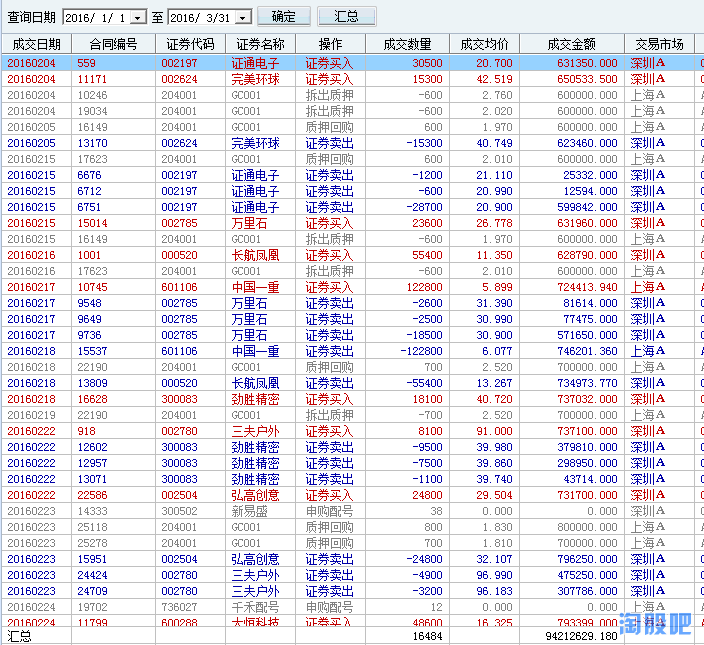 查询日期 2016/ 1/ 1 至 2016/ 3/31 确定 汇总
成交日期 合同编号 证券代码 证券名称 操作 成交数量 成交均价 成交金额 交易市场
20160204 559 002197 证通电子 证券买入 30500 20.700 631350.000 深圳A
20160204 11171 002624 完美环球 证券买入 15300 42.519 650533.500 深圳A
20160204 10246 204001 GC001 拆出质押 -600 2.760 600000.000 上海A
20160204 19034 204001 GC001 拆出质押 -600 2.020 600000.000 上海A
20160205 16149 204001 GC001 质押回购 600 1.970 600000.000 上海A
20160205 13170 002624 完美环球 证券卖出 -15300 40.749 623460.000 深圳A
20160215 17623 204001 GC001 质押回购 600 2.010 600000.000 上海A
20160215 6676 002197 证通电子 证券卖出 -1200 21.110 25332.000 深圳A
20160215 6712 002197 证通电子 证券卖出 -600 20.990 12594.000 深圳A
20160215 6751 002197 证通电子 证券卖出 -28700 20.900 599842.000 深圳A
20160215 15014 002785 万里石 证券买入 23600 26.778 631960.000 深圳A
20160215 16149 204001 GC001 拆出质押 -600 1.970 600000.000 上海A
20160216 1001 000520 长航凤凰 证券买入 55400 11.350 628790.000 深圳A
20160216 17623 204001 GC001 拆出质押 -600 2.010 600000.000 上海A
20160217 10745 601106 中国一重 证券买入 122800 5.899 724413.940 上海A
20160217 9548 002785 万里石 证券卖出 -2600 31.390 81614.000 深圳A
20160217 9649 002785 万里石 证券卖出 -2500 30.990 77475.000 深圳A
20160217 9736 002785 万里石 证券卖出 -18500 30.900 571650.000 深圳A
20160218 15537 601106 中国一重 证券卖出 -122800 6.077 746201.360 上海A
20160218 22190 204001 GC001 质押回购 700 2.520 700000.000 上海A
20160218 13809 000520 长航凤凰 证券卖出 -55400 13.267 734973.770 深圳A
20160218 16628 300083 劲胜精密 证券买入 18100 40.720 737032.000 深圳A
20160219 22190 204001 GC001 拆出质押 -700 2.520 700000.000 上海A
20160222 918 002780 三夫户外 证券买入 8100 91.000 737100.000 深圳A
20160222 12602 300083 劲胜精密 证券卖出 -9500 39.980 379810.000 深圳A
20160222 12957 300083 劲胜精密 证券卖出 -7500 39.860 298950.000 深圳A
20160222 13071 300083 劲胜精密 证券卖出 -1100 39.740 43714.000 深圳A
20160222 22586 002504 弘高创意 证券买入 24800 29.504 731700.000 深圳A
20160223 14333 300502 新易盛 申购配号 38 0.000 0.000 深圳A
20160223 25118 204001 GC001 质押回购 800 1.830 800000.000 上海A
20160223 25278 204001 GC001 质押回购 700 1.810 700000.000 上海A
20160223 15951 002504 弘高创意 证券卖出 -24800 32.107 796250.000 深圳A
20160223 24424 002780 三夫户外 证券卖出 -4900 96.990 475250.000 深圳A
20160223 24709 002780 三夫户外 证券卖出 -3200 96.183 307786.000 深圳A
20160224 19702 736027 千禾配号 申购配号 12 0.000 0.000 上海A
20160224 11799 600288 大恒科技 证券买入 48600 16.325 793399.000 上海A
汇总 16484 94212629.180
淘股吧